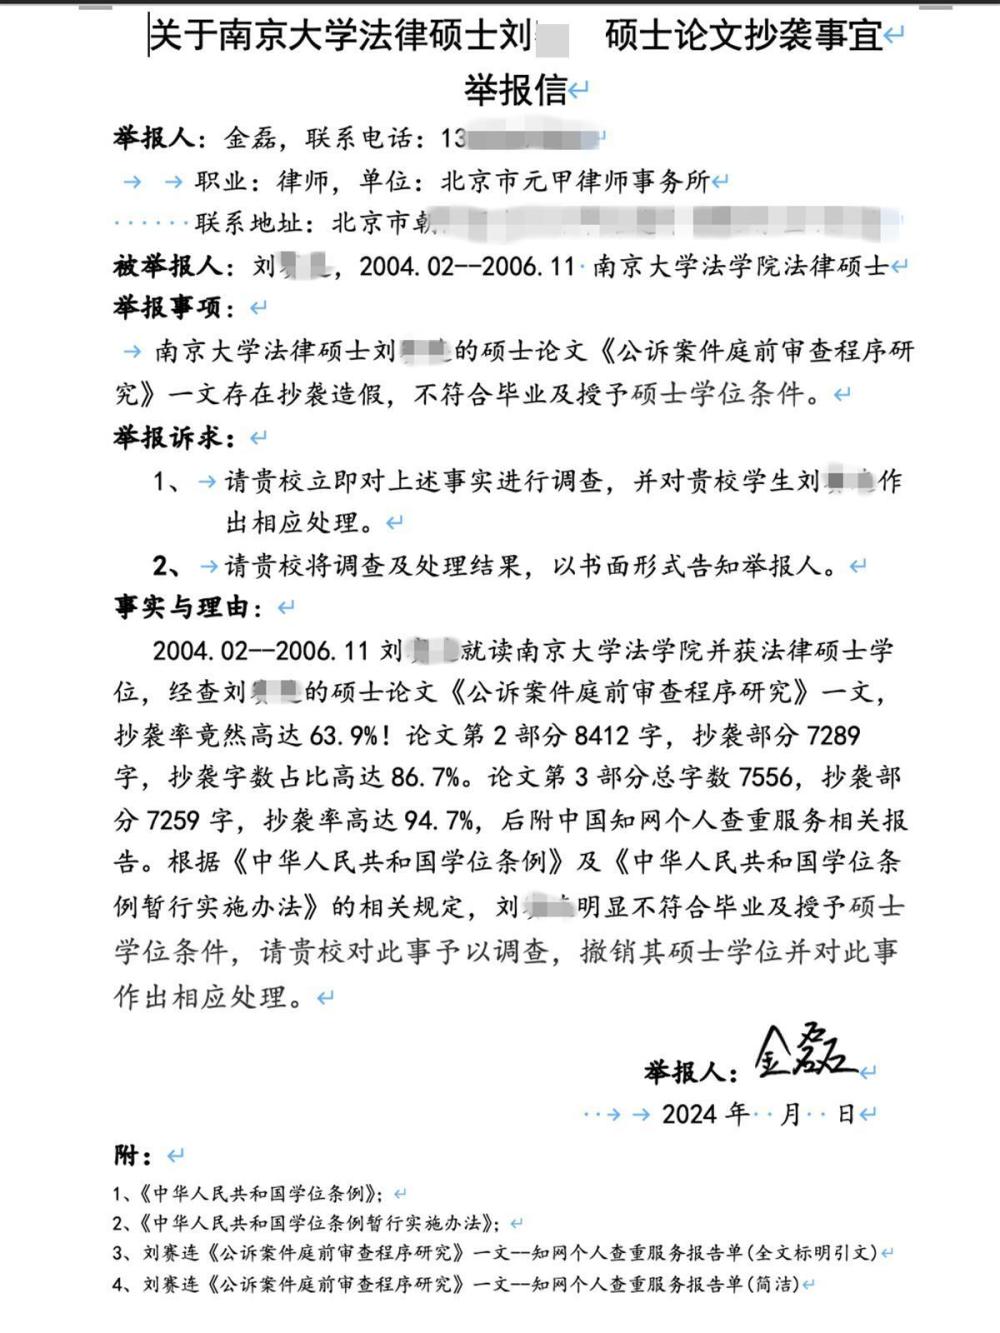 关于南京大学法律硕士刘 硕士论文抄袭事宜
举报信
举报人：金磊，联系电话：13
职业：律师，单位：北京市元甲律师事务所
联系地址：北京市朝
被举报人：刘 ，2004.02--2006.11 南京大学法学院法律硕士
举报事项：
南京大学法律硕士刘 的硕士论文《公诉案件庭前审查程序研
究》一文存在抄袭造假，不符合毕业及授予硕士学位条件。
举报诉求：
1、 请贵校立即对上述事实进行调查，并对贵校学生刘 作
出相应处理。
2、 请贵校将调查及处理结果，以书面形式告知举报人。
事实与理由：
2004.02--2006.11 刘 就读南京大学法学院并获法律硕士学
位，经查刘 的硕士论文《公诉案件庭前审查程序研究》一文，
抄袭率竟然高达 63.9%！论文第 2 部分 8412 字，抄袭部分 7289
字，抄袭字数占比高达 86.7%。论文第 3 部分总字数 7556，抄袭部
分 7259 字，抄袭率高达 94.7%，后附中国知网个人查重服务相关报
告。根据《中华人民共和国学位条例》及《中华人民共和国学位条
例暂行实施办法》的相关规定，刘 明显不符合毕业及授予硕士
学位条件，请贵校对此事予以调查，撤销其硕士学位并对此事
作出相应处理。
举报人：金磊
2024 年 月 日
附：
1、《中华人民共和国学位条例》；
2、《中华人民共和国学位条例暂行实施办法》；
3、刘赛连《公诉案件庭前审查程序研究》一文--知网个人查重服务报告单(全文标明引文)
4、刘赛连《公诉案件庭前审查程序研究》一文--知网个人查重服务报告单(简洁)